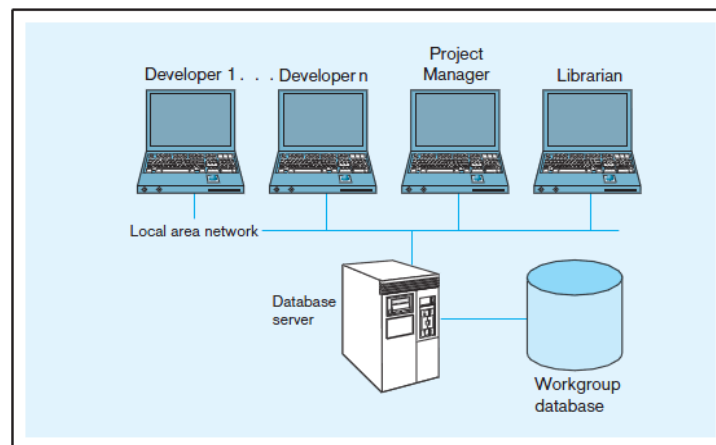 Developer 1 . . . Developer n
Project
Manager
Librarian
Local area network
Database
server
Workgroup
database